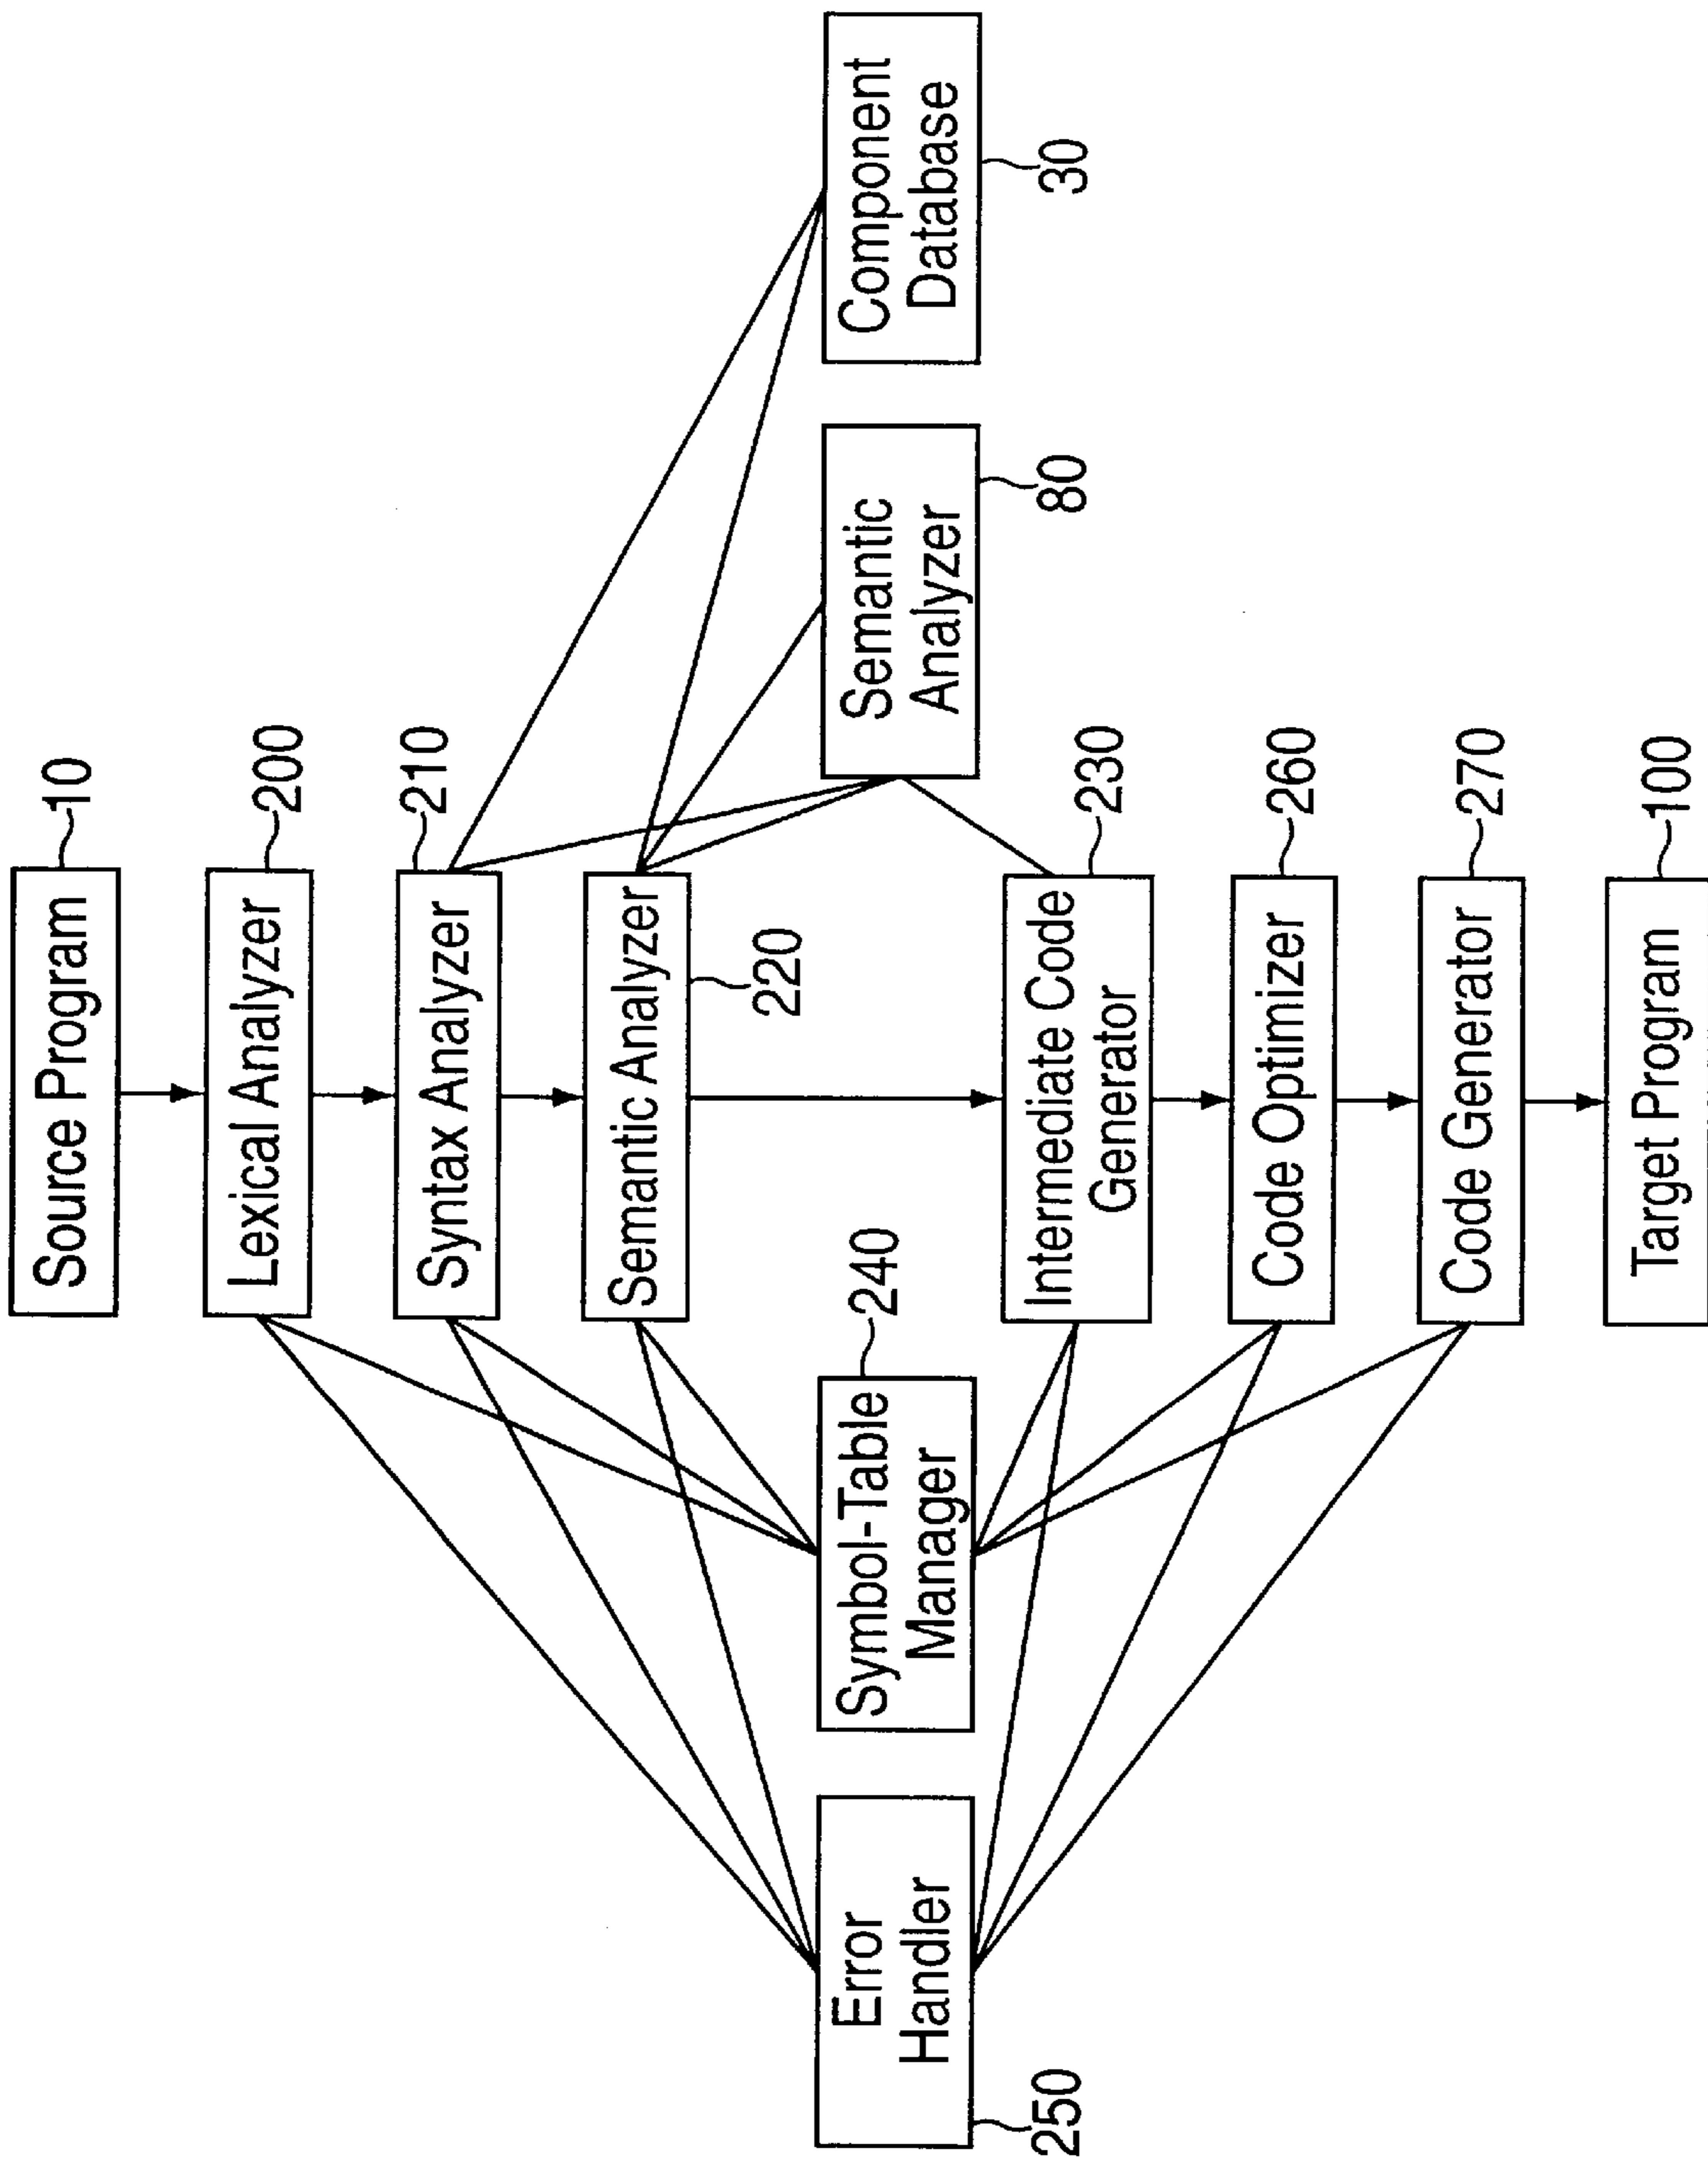 Source Program
10
Lexical Analyzer
200
Syntax Analyzer
210
Semantic Analyzer
220
Error
Handler
250
Symbol-Table
Manager
240
Semantic
Analyzer
80
Component
Database
30
Intermediate Code
Generator
230
Code Optimizer
260
Code Generator
270
Target Program
100